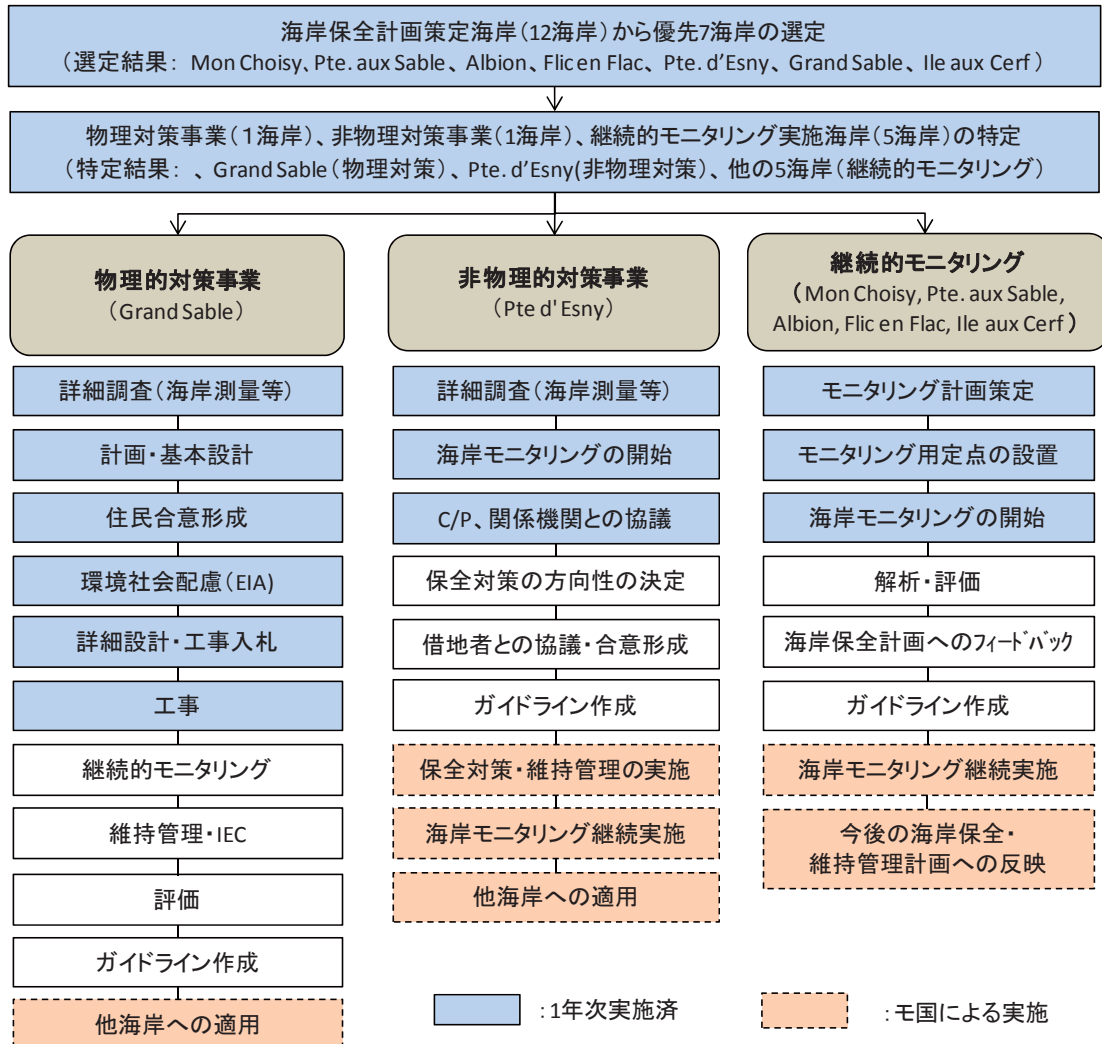 海岸保全計画策定海岸(12海岸)から優先7海岸の選定
(選定結果: Mon Choisy、Pte. aux Sable、Albion、Flic en Flac、Pte. d'Esny、Grand Sable、Ile aux Cerf )
物理対策事業(1海岸)、非物理対策事業(1海岸)、継続的モニタリング実施海岸(5海岸)の特定
(特定結果: 、Grand Sable(物理対策)、Pte. d'Esny(非物理対策)、他の5海岸(継続的モニタリング)
物理的対策事業
(Grand Sable)
詳細調査(海岸測量等)
計画・基本設計
住民合意形成
環境社会配慮(EIA)
詳細設計・工事入札
工事
継続的モニタリング
維持管理・IEC
評価
ガイドライン作成
他海岸への適用
非物理的対策事業
(Pte d' Esny)
詳細調査(海岸測量等)
海岸モニタリングの開始
C/P、関係機関との協議
保全対策の方向性の決定
借地者との協議・合意形成
ガイドライン作成
保全対策・維持管理の実施
海岸モニタリング継続実施
他海岸への適用
継続的モニタリング
(Mon Choisy, Pte. aux Sable,
Albion, Flic en Flac, Ile aux Cerf )
モニタリング計画策定
モニタリング用定点の設置
海岸モニタリングの開始
解析・評価
海岸保全計画へのフィードバック
ガイドライン作成
海岸モニタリング継続実施
今後の海岸保全・
維持管理計画への反映
:1年次実施済
:モ国による実施